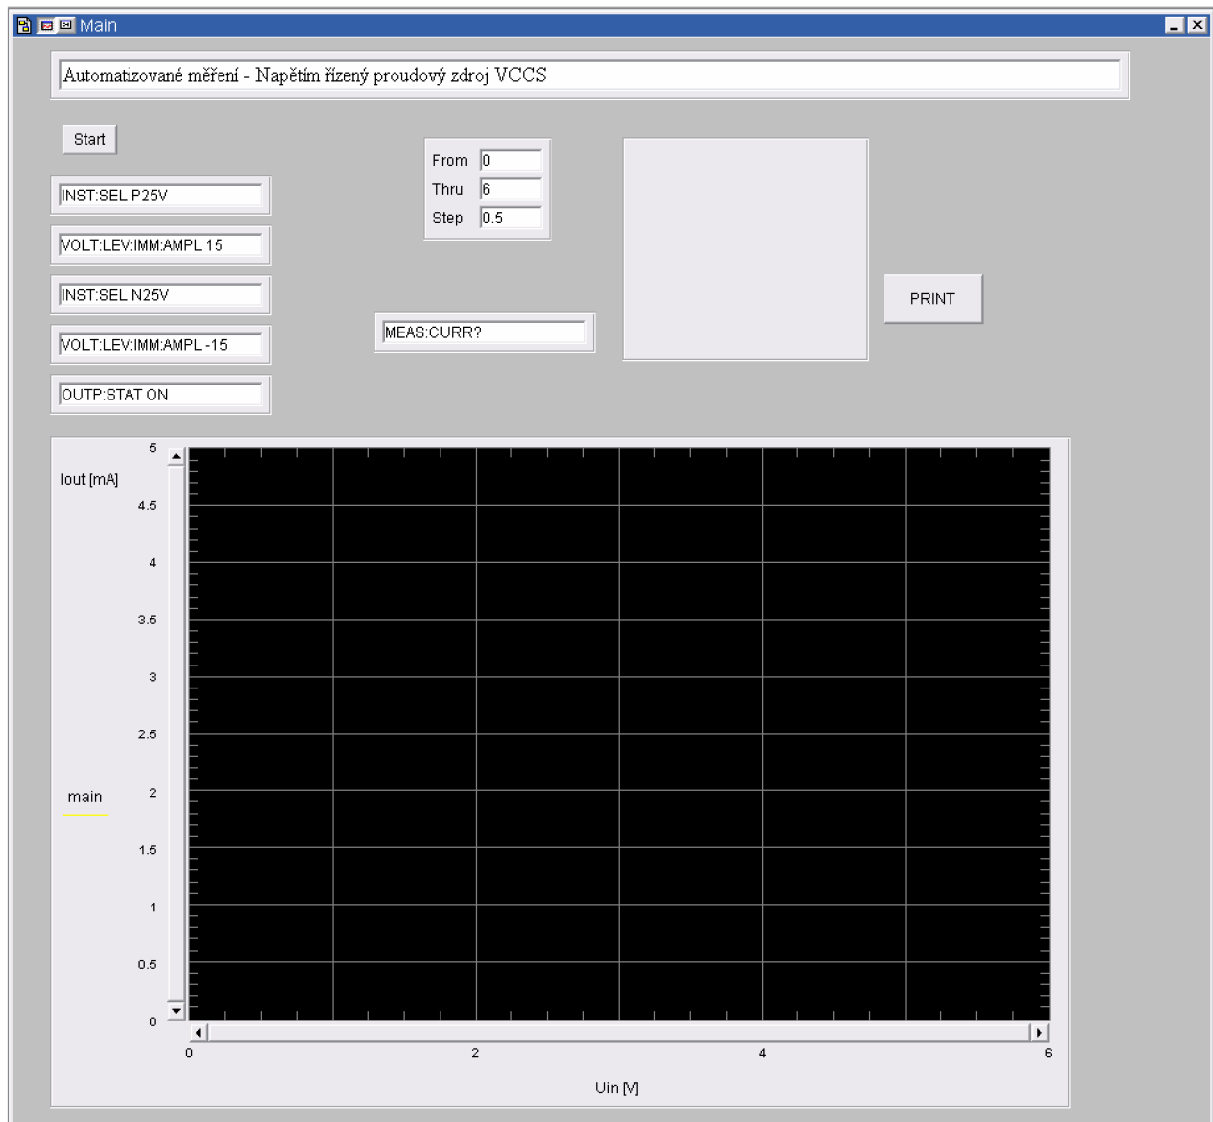 Main
Automatizované měření - Napětím řízený proudový zdroj VCCS
Start
INST:SEL P25V
VOLT:LEV:IMM:AMPL 15
INST:SEL N25V
VOLT:LEV:IMM:AMPL -15
OUTP:STAT ON
From 0
Thru 6
Step 0.5
MEAS:CURR?
PRINT
Iout [mA]
5
4.5
4
3.5
3
2.5
2
1.5
1
0.5
0
main
0 2 4 6
Uin [V]